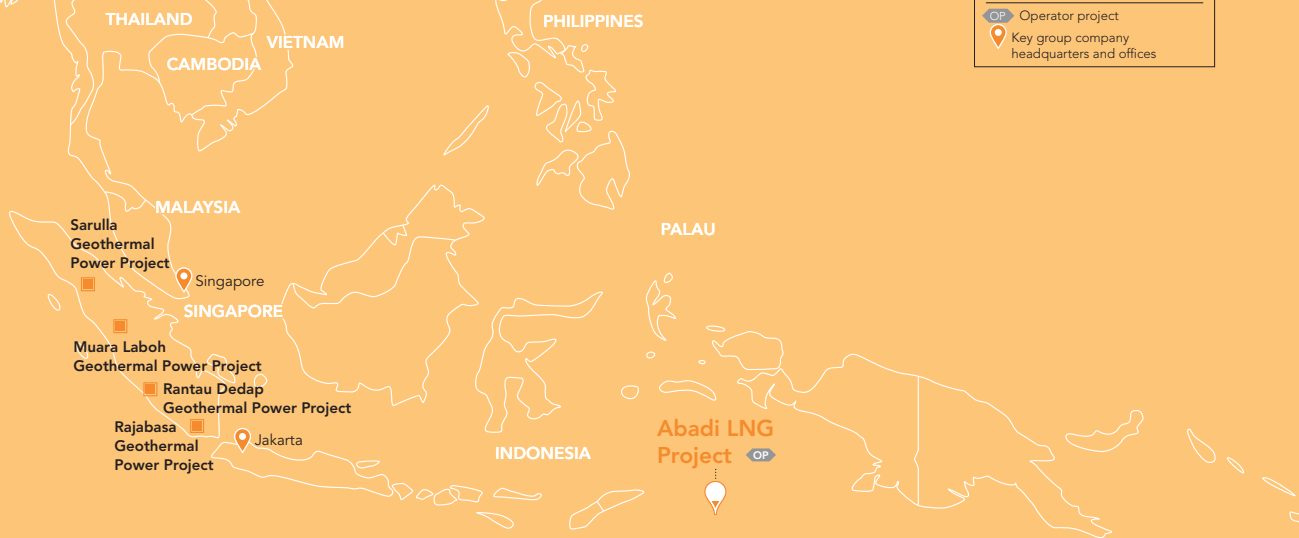 THAILAND
VIETNAM
CAMBODIA
PHILIPPINES
OP Operator project
Key group company
headquarters and offices
MALAYSIA
Sarulla
Geothermal
Power Project
Singapore
SINGAPORE
PALAU
Muara Laboh
Geothermal Power Project
Rantau Dedap
Geothermal Power Project
Rajabasa
Geothermal
Power Project
Jakarta
INDONESIA
Abadi LNG
Project OP